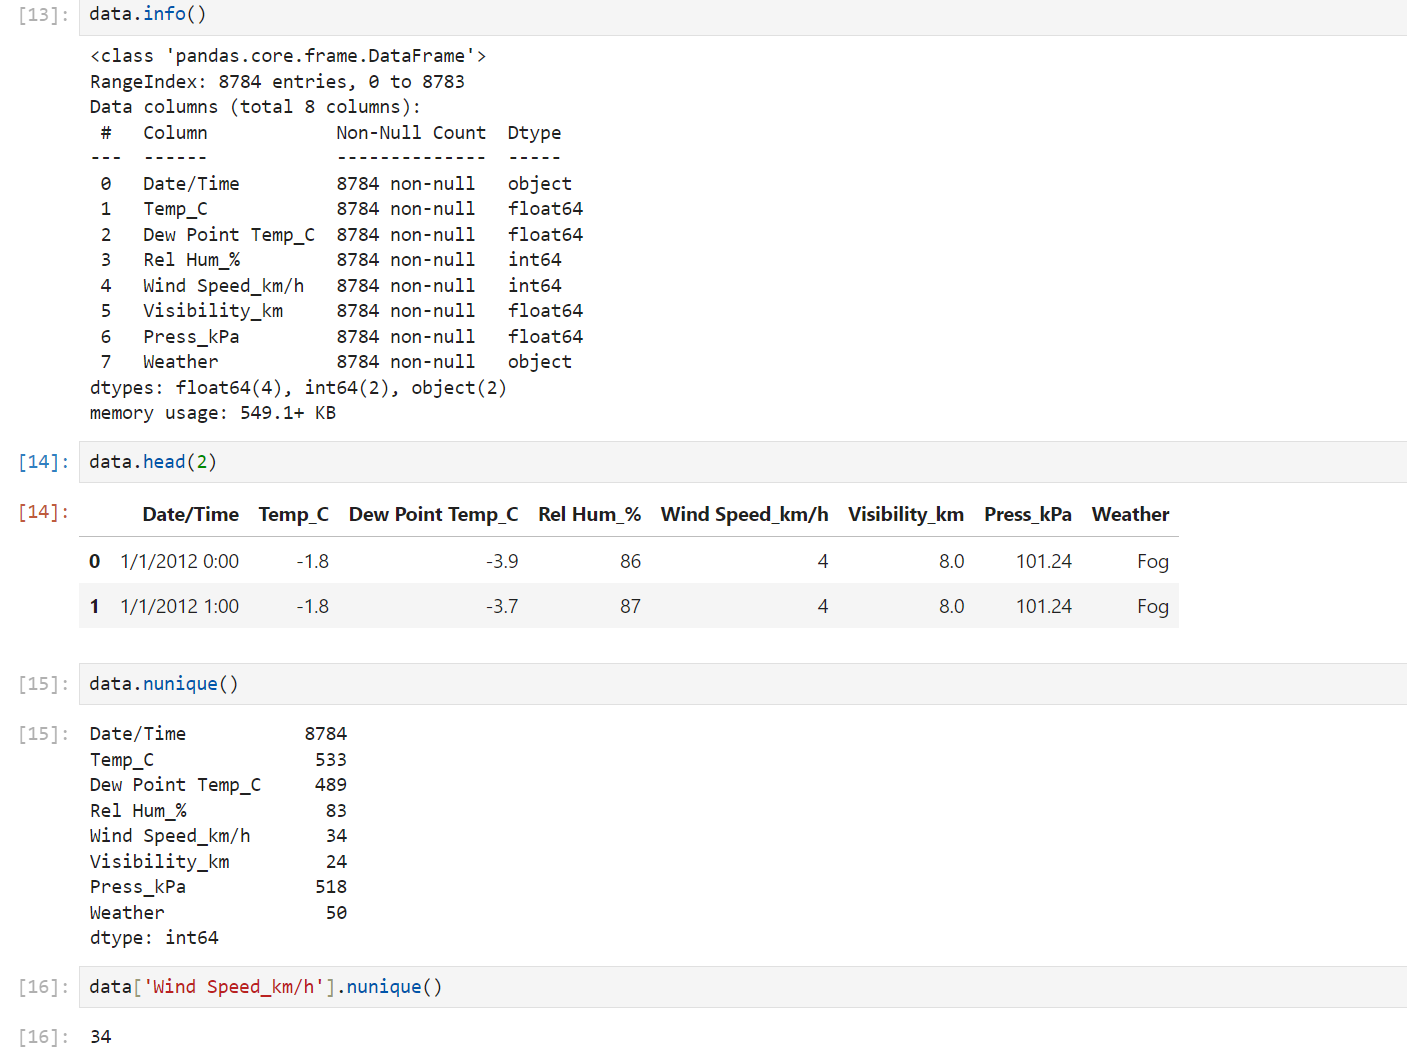 [13]: data.info()
<class 'pandas.core.frame.DataFrame'>
RangeIndex: 8784 entries, 0 to 8783
Data columns (total 8 columns):
 #   Column            Non-Null Count  Dtype
---  ------            --------------  -----
 0   Date/Time         8784 non-null   object
 1   Temp_C            8784 non-null   float64
 2   Dew Point Temp_C  8784 non-null   float64
 3   Rel Hum_%         8784 non-null   int64
 4   Wind Speed_km/h   8784 non-null   int64
 5   Visibility_km     8784 non-null   float64
 6   Press_kPa         8784 non-null   float64
 7   Weather           8784 non-null   object
dtypes: float64(4), int64(2), object(2)
memory usage: 549.1+ KB
[14]: data.head(2)
[14]: Date/Time Temp_C Dew Point Temp_C Rel Hum_% Wind Speed_km/h Visibility_km Press_kPa Weather
0 1/1/2012 0:00 -1.8 -3.9 86 4 8.0 101.24 Fog
1 1/1/2012 1:00 -1.8 -3.7 87 4 8.0 101.24 Fog
[15]: data.nunique()
[15]: Date/Time           8784
Temp_C               533
Dew Point Temp_C     489
Rel Hum_%             83
Wind Speed_km/h       34
Visibility_km         24
Press_kPa            518
Weather               50
dtype: int64
[16]: data['Wind Speed_km/h'].nunique()
[16]: 34